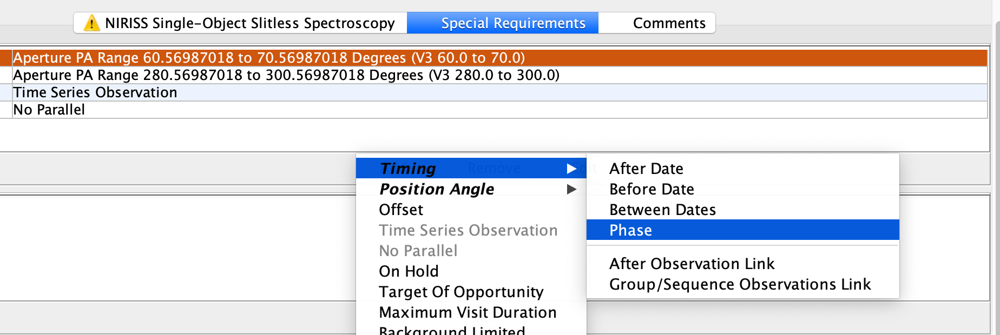 NIRISS Single-Object Slitless Spectroscopy Special Requirements Comments
Aperture PA Range 60.56987018 to 70.56987018 Degrees (V3 60.0 to 70.0)
Aperture PA Range 280.56987018 to 300.56987018 Degrees (V3 280.0 to 300.0)
Time Series Observation
No Parallel
Timing
Remove
Position Angle
Offset
Time Series Observation
No Parallel
On Hold
Target Of Opportunity
Maximum Visit Duration
Background Limited
After Date
Before Date
Between Dates
Phase
After Observation Link
Group/Sequence Observations Link